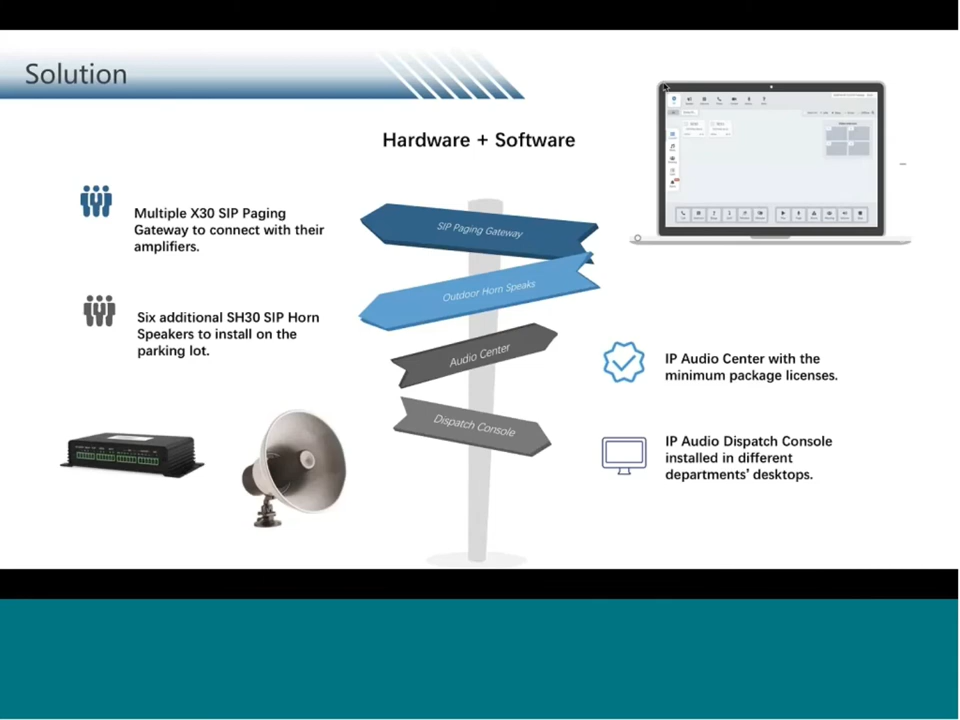 Solution
Hardware + Software
Multiple X30 SIP Paging
Gateway to connect with their
amplifiers.
Six additional SH30 SIP Horn
Speakers to install on the
parking lot.
SIP Paging Gateway
Outdoor Horn Speaks
Audio Center
Dispatch Console
IP Audio Center with the
minimum package licenses.
IP Audio Dispatch Console
installed in different
departments' desktops.